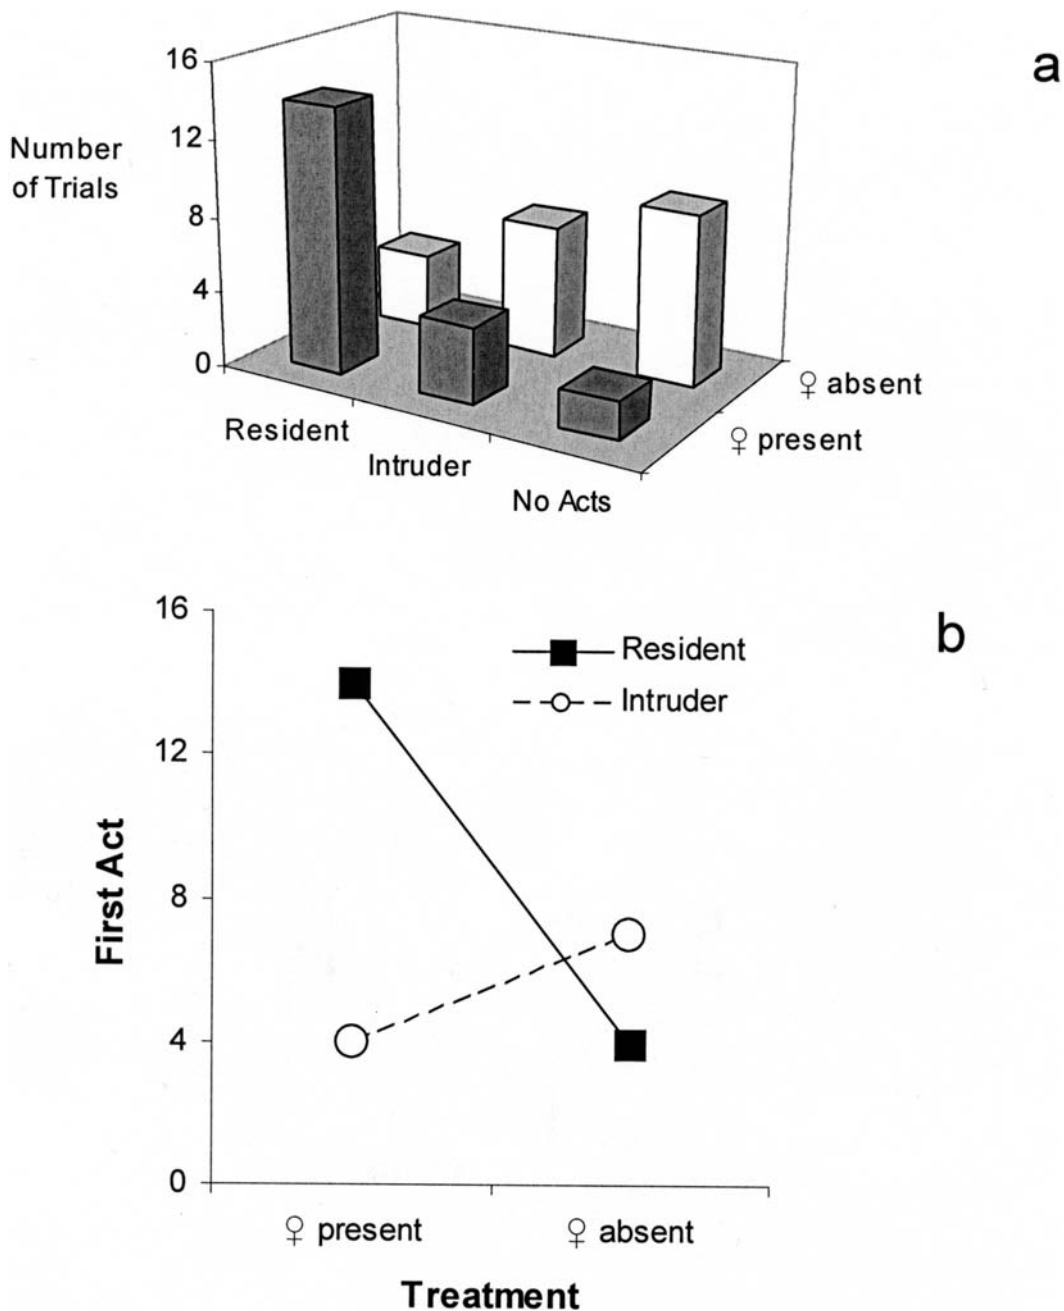 a
16
12
Number
of Trials
8
4
0
♀ absent
♀ present
Resident
Intruder
No Acts
b
16
Resident
Intruder
12
First Act
8
4
0
♀ present
♀ absent
Treatment